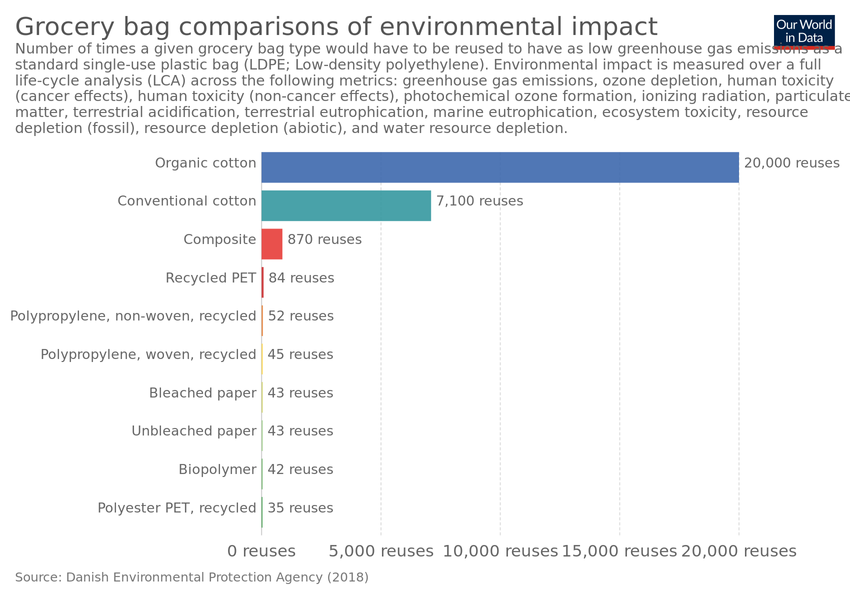 Grocery bag comparisons of environmental impact
Our World
in Data
Number of times a given grocery bag type would have to be reused to have as low greenhouse gas emissions as a
standard single-use plastic bag (LDPE; Low-density polyethylene). Environmental impact is measured over a full
life-cycle analysis (LCA) across the following metrics: greenhouse gas emissions, ozone depletion, human toxicity
(cancer effects), human toxicity (non-cancer effects), photochemical ozone formation, ionizing radiation, particulate
matter, terrestrial acidification, terrestrial eutrophication, marine eutrophication, ecosystem toxicity, resource
depletion (fossil), resource depletion (abiotic), and water resource depletion.
Organic cotton 20,000 reuses
Conventional cotton 7,100 reuses
Composite 870 reuses
Recycled PET 84 reuses
Polypropylene, non-woven, recycled 52 reuses
Polypropylene, woven, recycled 45 reuses
Bleached paper 43 reuses
Unbleached paper 43 reuses
Biopolymer 42 reuses
Polyester PET, recycled 35 reuses
0 reuses 5,000 reuses 10,000 reuses 15,000 reuses 20,000 reuses
Source: Danish Environmental Protection Agency (2018)